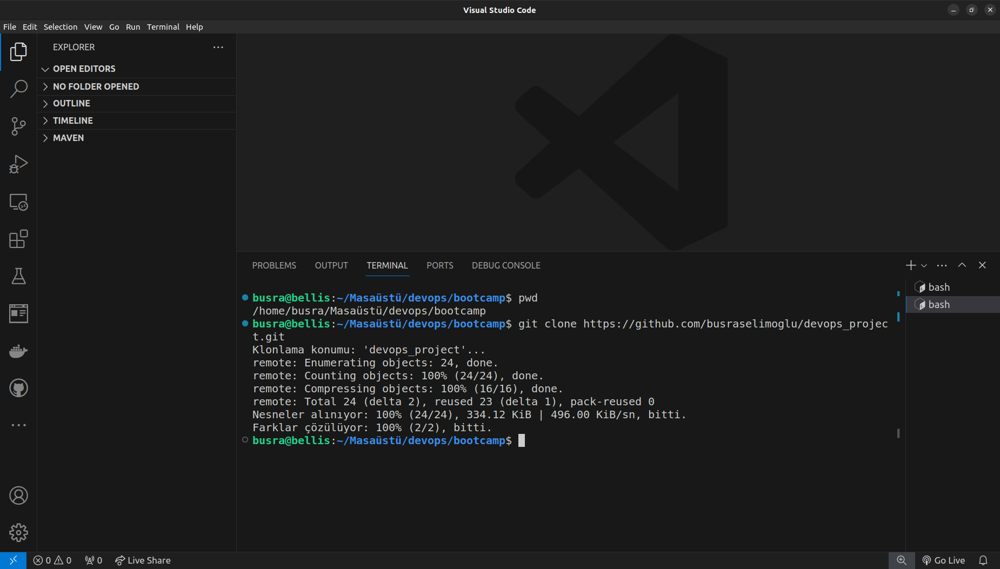 Visual Studio Code
File Edit Selection View Go Run Terminal Help
EXPLORER
OPEN EDITORS
NO FOLDER OPENED
OUTLINE
TIMELINE
MAVEN
PROBLEMS OUTPUT TERMINAL PORTS DEBUG CONSOLE
bash
bash
busra@bellis:~/Masaüstü/devops/bootcamp$ pwd
/home/busra/Masaüstü/devops/bootcamp
busra@bellis:~/Masaüstü/devops/bootcamp$ git clone https://github.com/busraselimoglu/devops_projec
t.git
Klonlama konumu: 'devops_project'...
remote: Enumerating objects: 24, done.
remote: Counting objects: 100% (24/24), done.
remote: Compressing objects: 100% (16/16), done.
remote: Total 24 (delta 2), reused 23 (delta 1), pack-reused 0
Nesneler alınıyor: 100% (24/24), 334.12 KiB | 496.00 KiB/sn, bitti.
Farklar çözülüyor: 100% (2/2), bitti.
busra@bellis:~/Masaüstü/devops/bootcamp$
0 0 0 Live Share Go Live